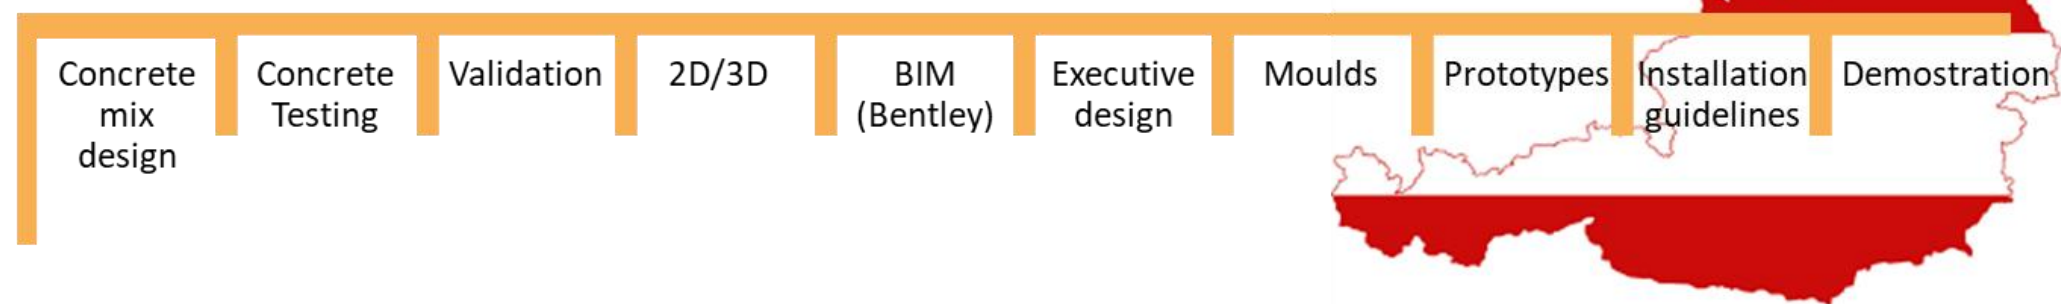 Concrete
mix
design
Concrete
Testing
Validation
2D/3D
BIM
(Bentley)
Executive
design
Moulds
Prototypes
Installation
guidelines
Demostration